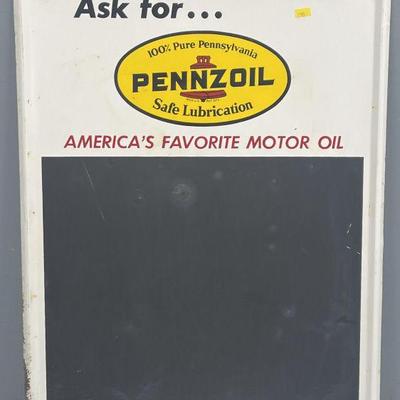 Ask for...
100% Pure Pennsylvania
PENNZOIL
Safe Lubrication
AMERICA'S FAVORITE MOTOR OIL